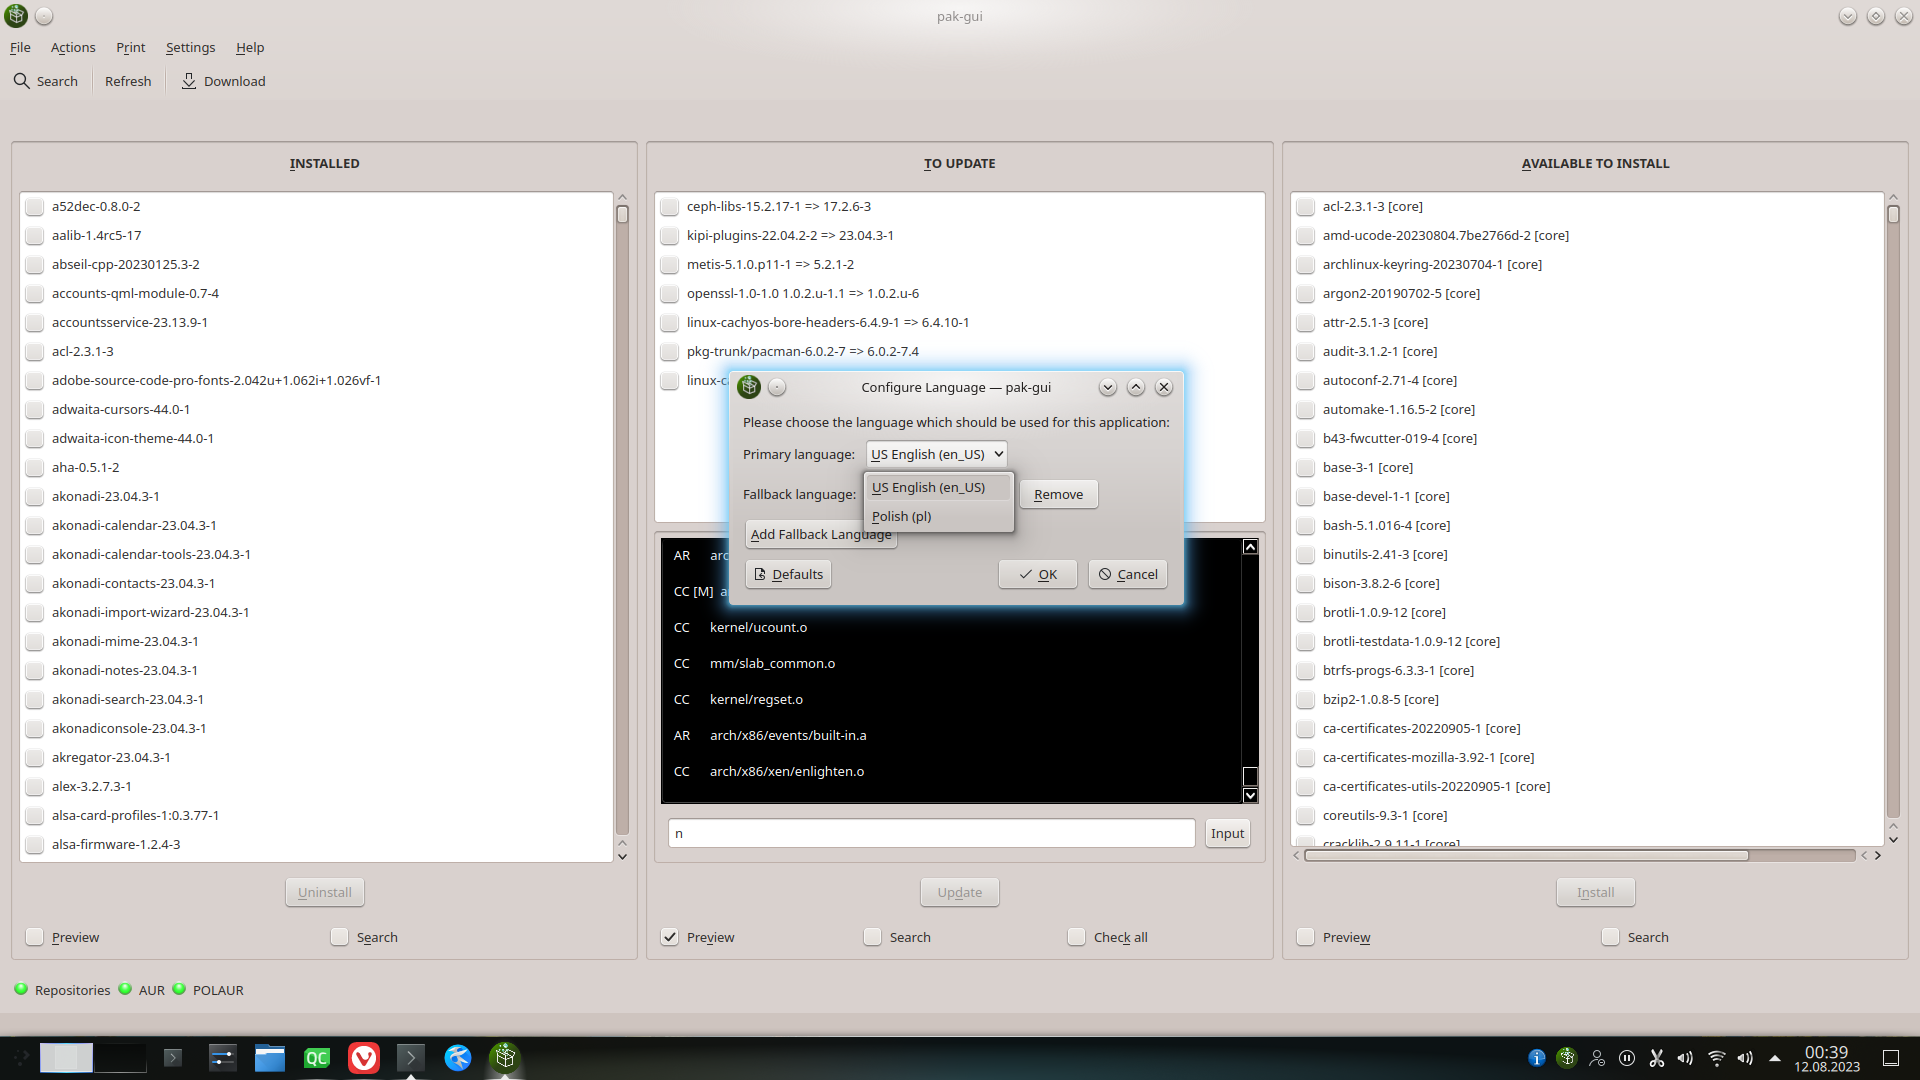 pak-gui
File Actions Print Settings Help
Search Refresh Download
INSTALLED
a52dec-0.8.0-2
aalib-1.4rc5-17
abseil-cpp-20230125.3-2
accounts-qml-module-0.7-4
accountsservice-23.13.9-1
acl-2.3.1-3
adobe-source-code-pro-fonts-2.042u+1.062i+1.026vf-1
adwaita-cursors-44.0-1
adwaita-icon-theme-44.0-1
aha-0.5.1-2
akonadi-23.04.3-1
akonadi-calendar-23.04.3-1
akonadi-calendar-tools-23.04.3-1
akonadi-contacts-23.04.3-1
akonadi-import-wizard-23.04.3-1
akonadi-mime-23.04.3-1
akonadi-notes-23.04.3-1
akonadi-search-23.04.3-1
akonadiconsole-23.04.3-1
akregator-23.04.3-1
alex-3.2.7.3-1
alsa-card-profiles-1:0.3.77-1
alsa-firmware-1.2.4-3
Uninstall
Preview Search
TO UPDATE
ceph-libs-15.2.17-1 => 17.2.6-3
kipi-plugins-22.04.2-2 => 23.04.3-1
metis-5.1.0.p11-1 => 5.2.1-2
openssl-1.0-1.0 1.0.2.u-1.1 => 1.0.2.u-6
linux-cachyos-bore-headers-6.4.9-1 => 6.4.10-1
pkg-trunk/pacman-6.0.2-7 => 6.0.2-7.4
linux-c
Configure Language — pak-gui
Please choose the language which should be used for this application:
Primary language: US English (en_US)
US English (en_US)
Fallback language: Remove
Polish (pl)
Add Fallback Language
Defaults OK Cancel
AR arc
CC [M] a
CC kernel/ucount.o
CC mm/slab_common.o
CC kernel/regset.o
AR arch/x86/events/built-in.a
CC arch/x86/xen/enlighten.o
n Input
Update
Preview Search Check all
AVAILABLE TO INSTALL
acl-2.3.1-3 [core]
amd-ucode-20230804.7be2766d-2 [core]
archlinux-keyring-20230704-1 [core]
argon2-20190702-5 [core]
attr-2.5.1-3 [core]
audit-3.1.2-1 [core]
autoconf-2.71-4 [core]
automake-1.16.5-2 [core]
b43-fwcutter-019-4 [core]
base-3-1 [core]
base-devel-1-1 [core]
bash-5.1.016-4 [core]
binutils-2.41-3 [core]
bison-3.8.2-6 [core]
brotli-1.0.9-12 [core]
brotli-testdata-1.0.9-12 [core]
btrfs-progs-6.3.3-1 [core]
bzip2-1.0.8-5 [core]
ca-certificates-20220905-1 [core]
ca-certificates-mozilla-3.92-1 [core]
ca-certificates-utils-20220905-1 [core]
coreutils-9.3-1 [core]
cracklib-2.9.11-1 [core]
Install
Preview Search
Repositories AUR POLAUR
QC
00:39
12.08.2023